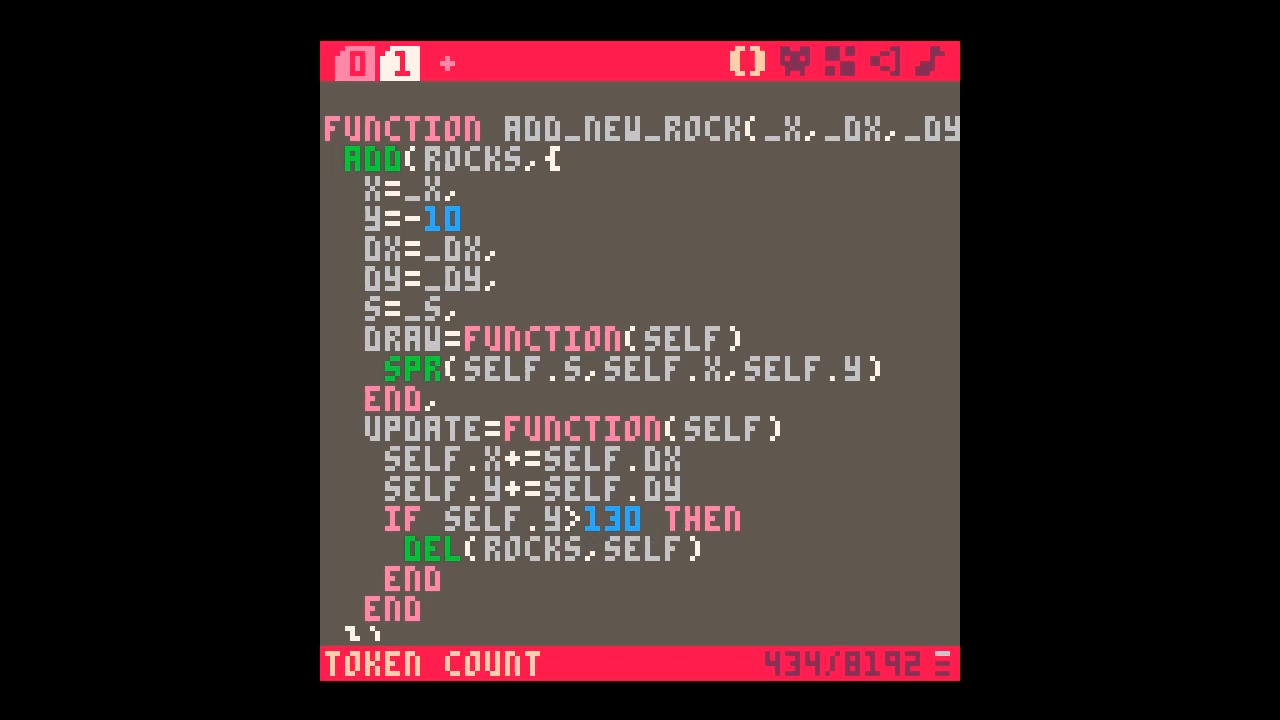 0 1 +
FUNCTION ADD_NEW_ROCK(_X,_DX,_DY
ADD(ROCKS,{
X=_X,
Y=-10
DX=_DX,
DY=_DY,
S=_S,
DRAW=FUNCTION(SELF)
SPR(SELF.S,SELF.X,SELF.Y)
END,
UPDATE=FUNCTION(SELF)
SELF.X+=SELF.DX
SELF.Y+=SELF.DY
IF SELF.Y>130 THEN
DEL(ROCKS,SELF)
END
END
})
TOKEN COUNT 434/8192